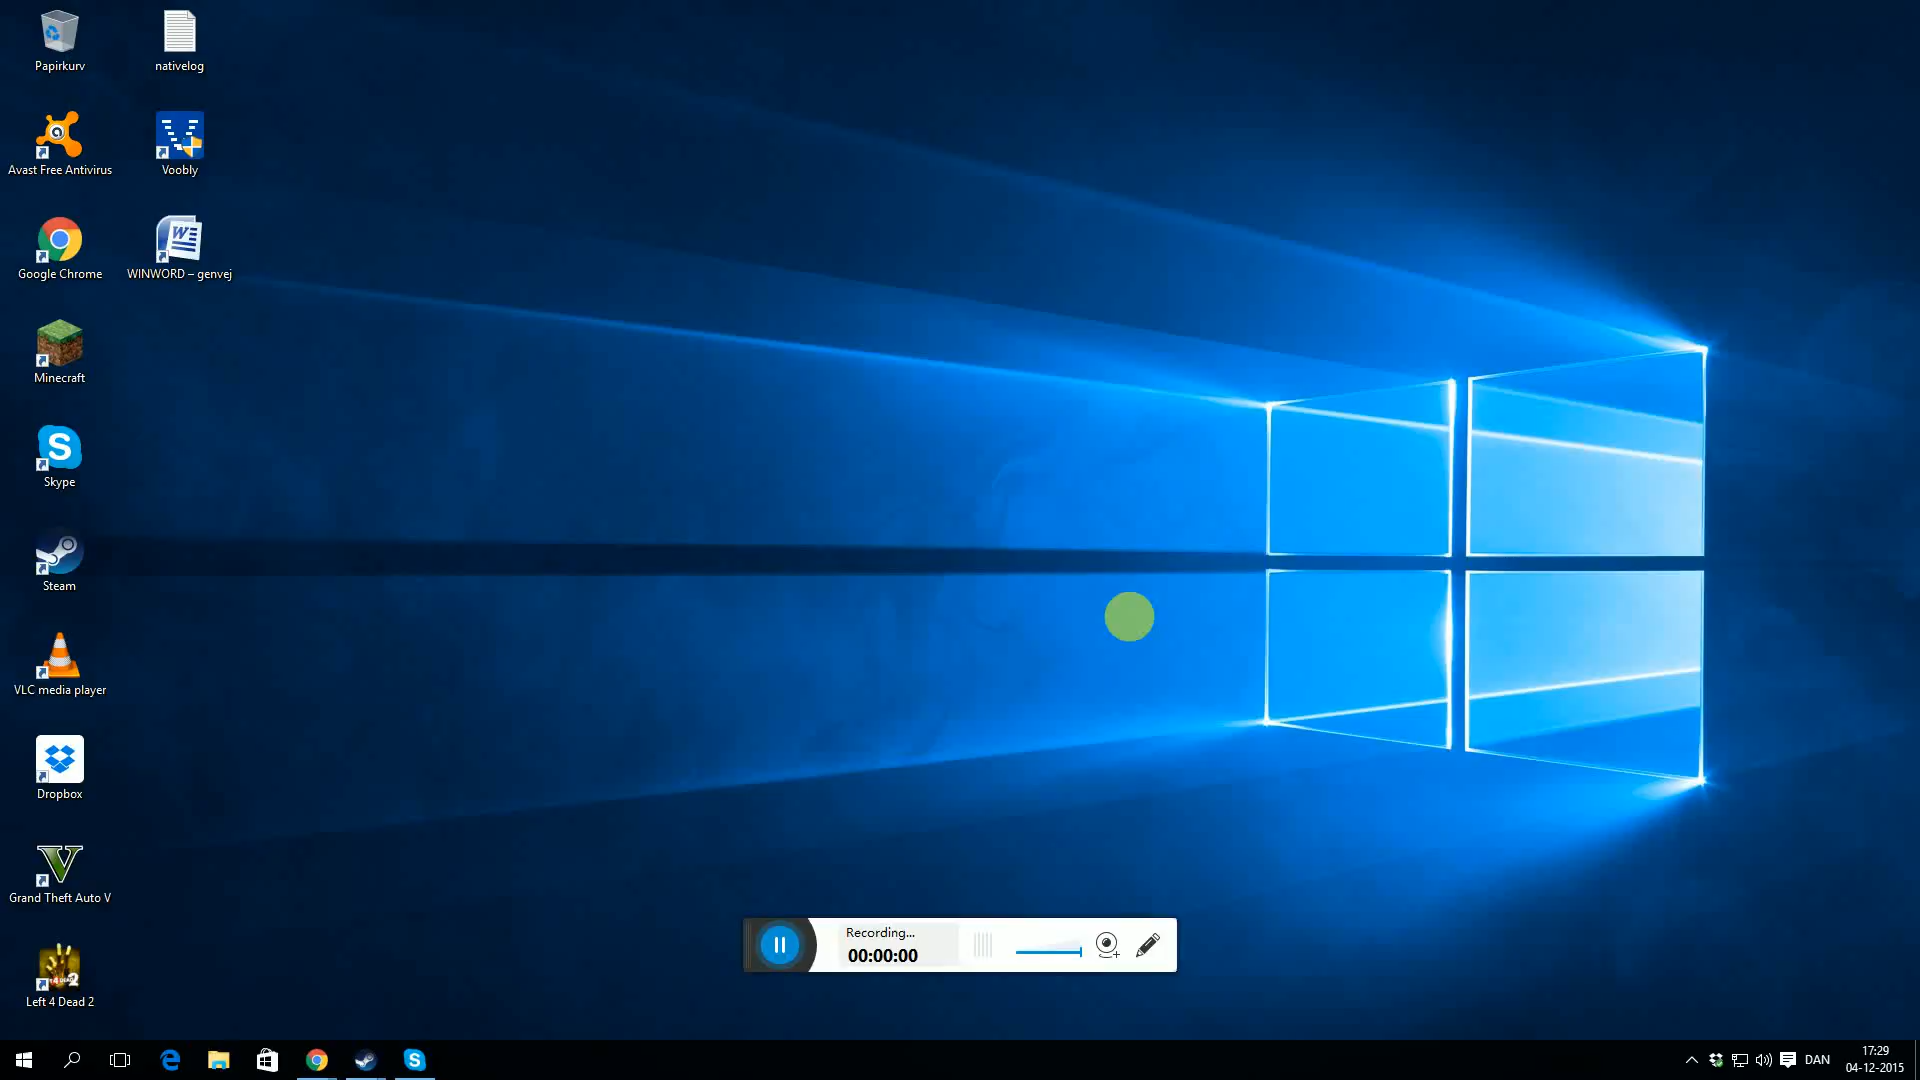 Papirkurv
nativelog
Avast Free Antivirus
Voobly
Google Chrome
WINWORD – genvej
Minecraft
Skype
Steam
VLC media player
Dropbox
Grand Theft Auto V
Left 4 Dead 2
Recording...
00:00:00
DAN
17:29
04-12-2015